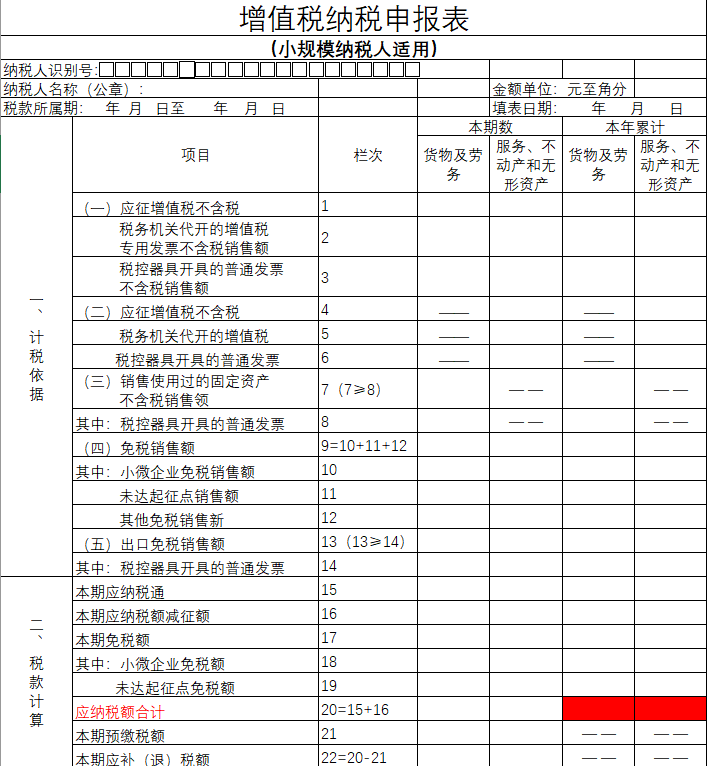 增值税纳税申报表
(小规模纳税人适用)
纳税人识别号:
纳税人名称（公章）: 金额单位: 元至角分
税款所属期: 年 月 日至 年 月 日 填表日期: 年 月 日
项目 栏次 本期数 本年累计
货物及劳务 服务、不动产和无形资产 货物及劳务 服务、不动产和无形资产
一、计税依据
（一）应征增值税不含税 1
税务机关代开的增值税
专用发票不含税销售额 2
税控器具开具的普通发票
不含税销售额 3
（二）应征增值税不含税 4 —— ——
税务机关代开的增值税 5 —— ——
税控器具开具的普通发票 6 —— ——
（三）销售使用过的固定资产
不含税销售领 7（7≥8） — — — —
其中: 税控器具开具的普通发票 8 — — — —
（四）免税销售额 9=10+11+12
其中: 小微企业免税销售额 10
未达起征点销售额 11
其他免税销售新 12
（五）出口免税销售额 13（13≥14）
其中: 税控器具开具的普通发票 14
二、税款计算
本期应纳税通 15
本期应纳税额减征额 16
本期免税额 17
其中: 小微企业免税额 18
未达起征点免税额 19
应纳税额合计 20=15+16
本期预缴税额 21 — — — —
本期应补（退）税额 22=20-21 — — — —